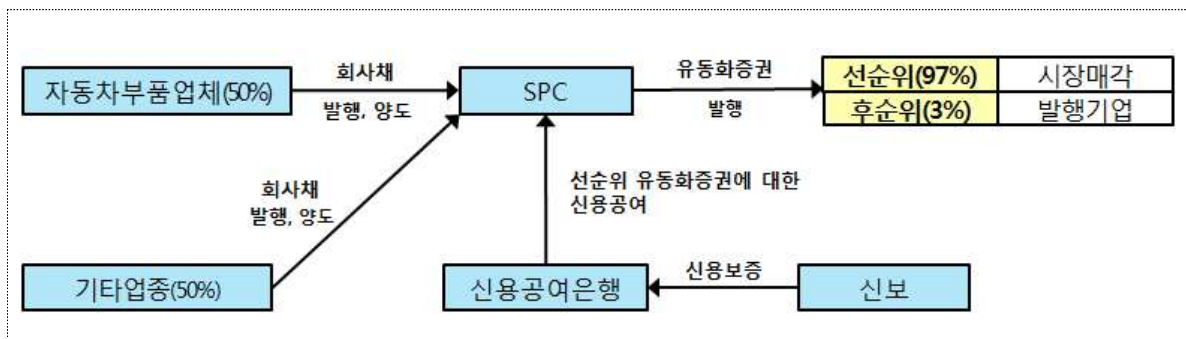 자동차부품업체(50%)
회사채
발행, 양도
SPC
유동화증권
발행
선순위(97%) 시장매각
후순위(3%) 발행기업
회사채
발행, 양도
선순위 유동화증권에 대한
신용공여
기타업종(50%)
신용공여은행
신용보증
신보